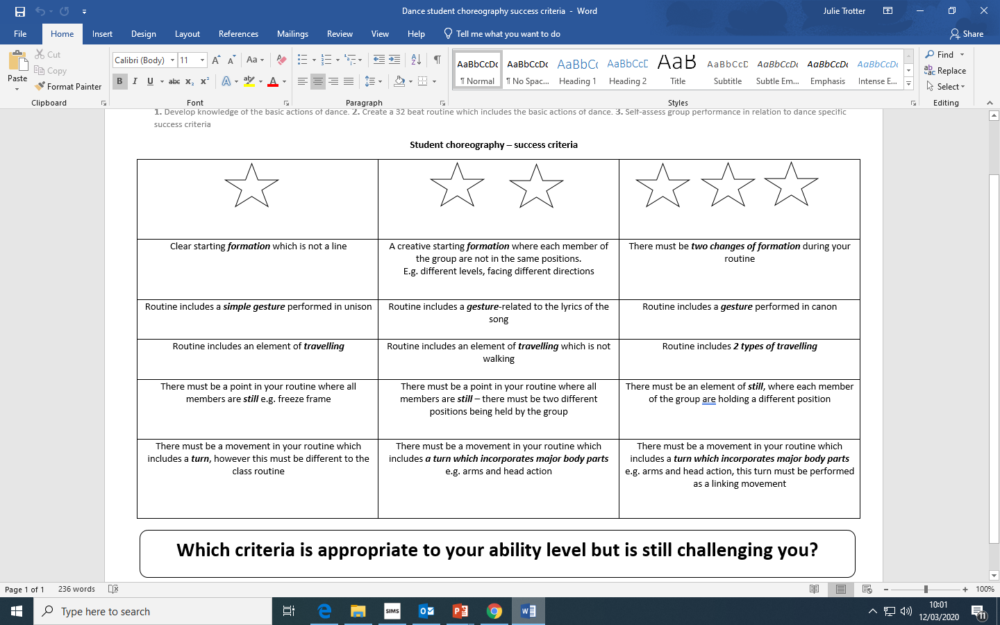 Dance student choreography success criteria - Word
Julie Trotter
File Home Insert Design Layout References Mailings Review View Help Tell me what you want to do
Share
Paste
Cut
Copy
Format Painter
Clipboard
Calibri (Body) 11
Aa
B I U abc x₂ x²
Font
Paragraph
AaBbCcDc AaBbCcDc AaBbCc AaBbCcE AaB AaBbCcD AaBbCcDc AaBbCcDc AaBbCcDc
¶ Normal ¶ No Spac... Heading 1 Heading 2 Title Subtitle Subtle Em... Emphasis Intense E...
Styles
Find
Replace
Select
Editing
1. Develop knowledge of the basic actions of dance. 2. Create a 32 beat routine which includes the basic actions of dance. 3. Self-assess group performance in relation to dance specific
success criteria
Student choreography – success criteria
Clear starting formation which is not a line
A creative starting formation where each member of
the group are not in the same positions.
E.g. different levels, facing different directions
There must be two changes of formation during your
routine
Routine includes a simple gesture performed in unison
Routine includes a gesture-related to the lyrics of the
song
Routine includes a gesture performed in canon
Routine includes an element of travelling
Routine includes an element of travelling which is not
walking
Routine includes 2 types of travelling
There must be a point in your routine where all
members are still e.g. freeze frame
There must be a point in your routine where all
members are still – there must be two different
positions being held by the group
There must be an element of still, where each member
of the group are holding a different position
There must be a movement in your routine which
includes a turn, however this must be different to the
class routine
There must be a movement in your routine which
includes a turn which incorporates major body parts
e.g. arms and head action
There must be a movement in your routine which
includes a turn which incorporates major body parts
e.g. arms and head action, this turn must be performed
as a linking movement
Which criteria is appropriate to your ability level but is still challenging you?
Page 1 of 1 236 words
100%
Type here to search
SIMS
10:01
12/03/2020
11